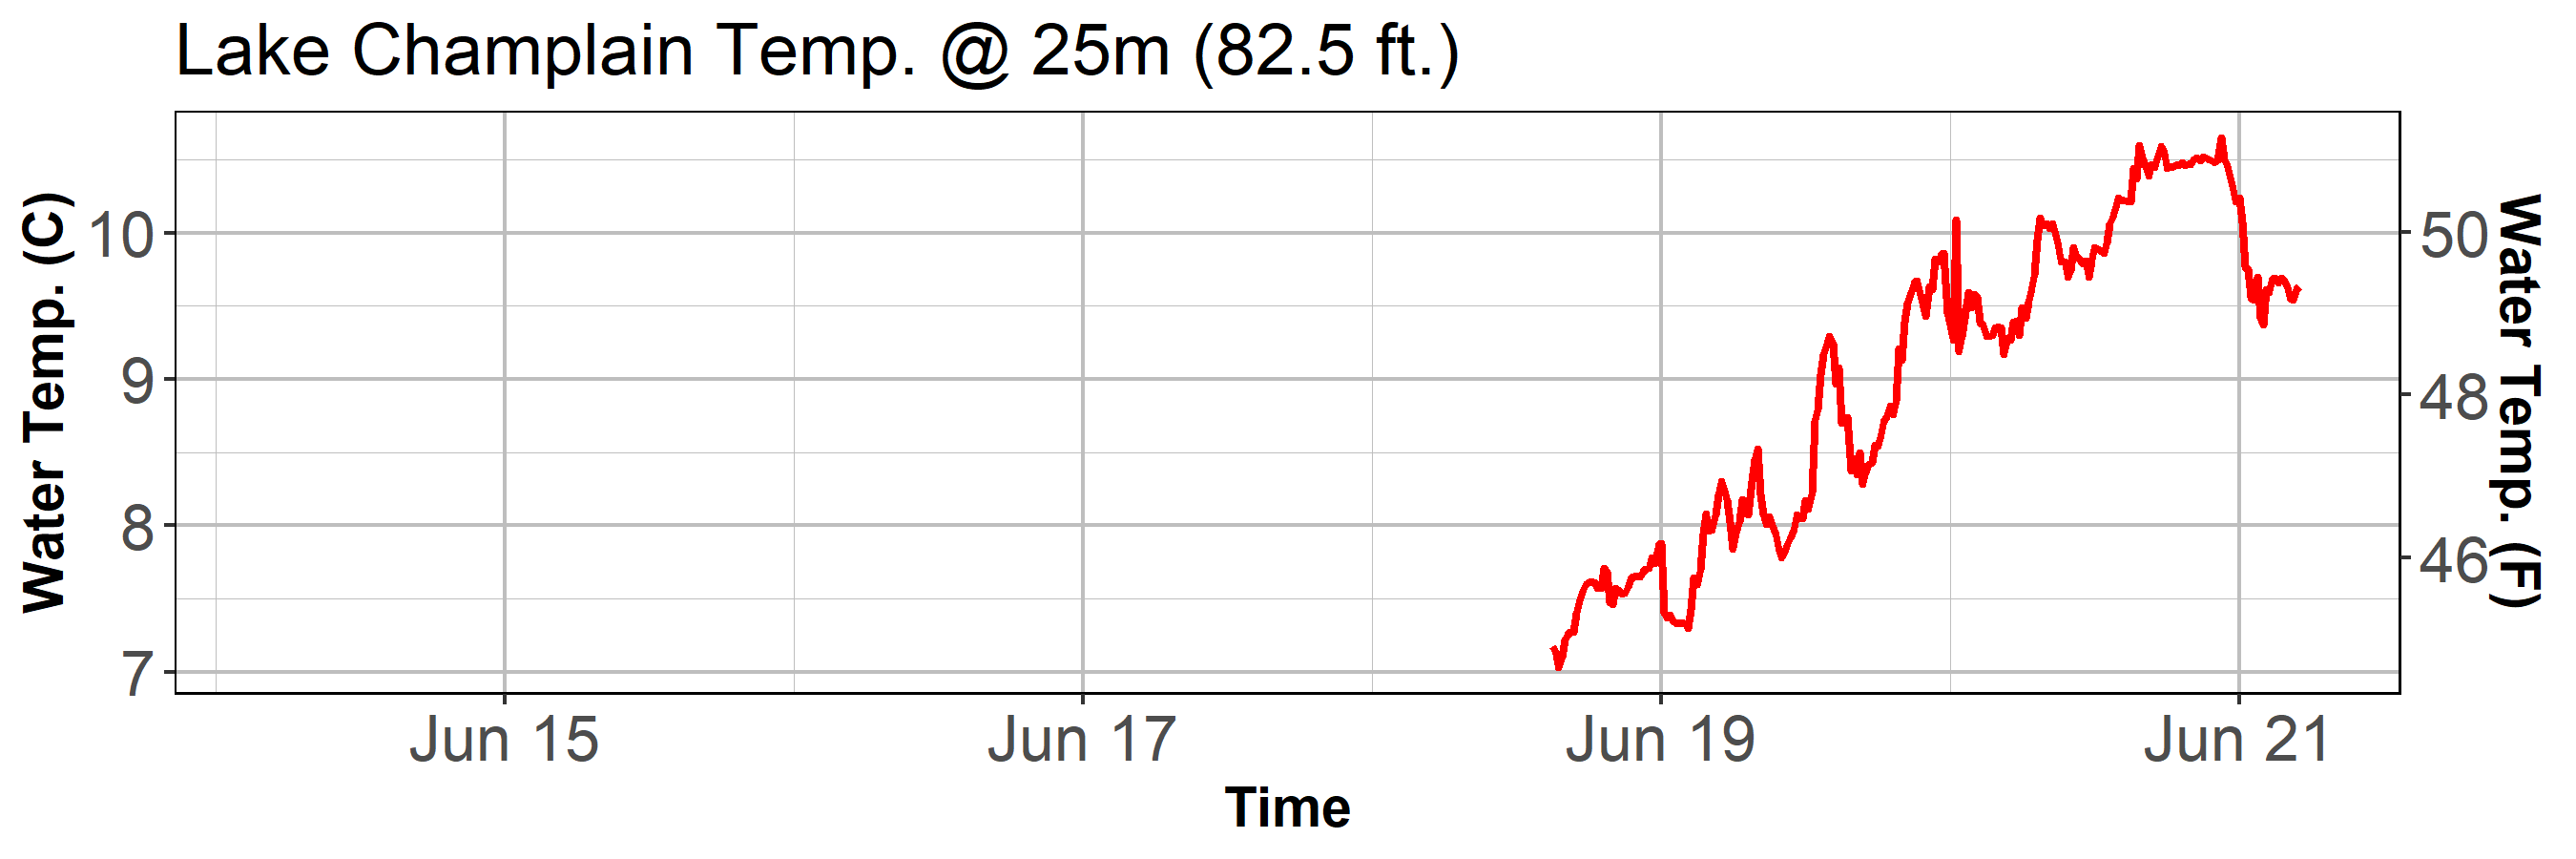 Lake Champlain Temp. @ 25m (82.5 ft.)
Water Temp. (C)
10
9
8
7
50
48
46
Water Temp. (F)
Jun 15 Jun 17 Jun 19 Jun 21
Time